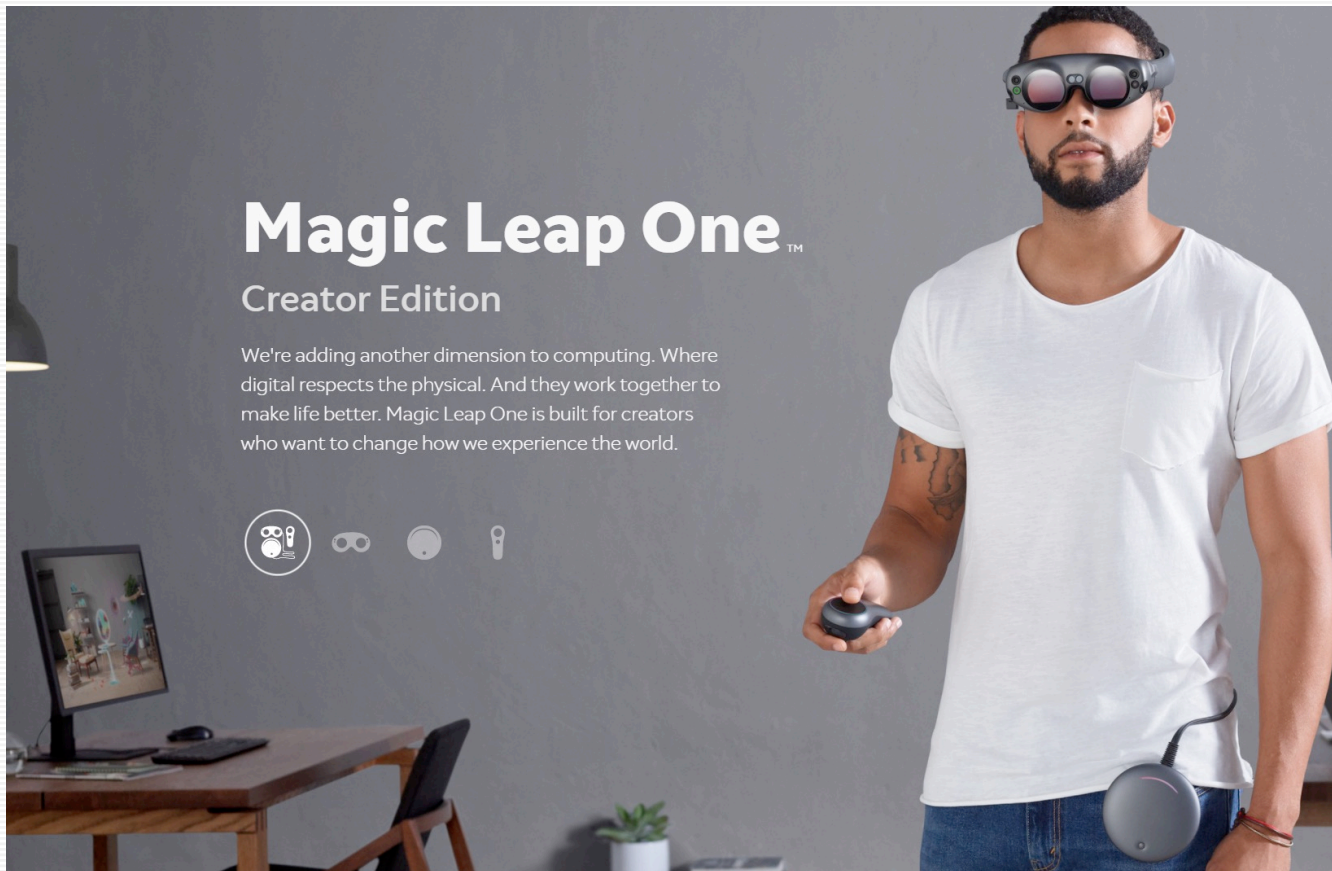 Magic Leap One™
Creator Edition
We're adding another dimension to computing. Where
digital respects the physical. And they work together to
make life better. Magic Leap One is built for creators
who want to change how we experience the world.